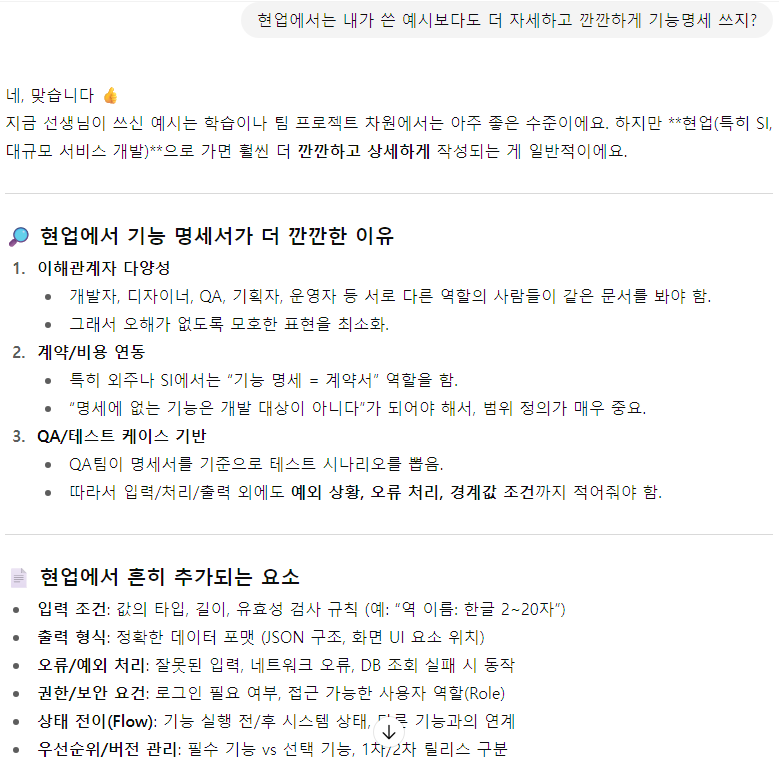 현업에서는 내가 쓴 예시보다도 더 자세하고 깐깐하게 기능명세 쓰지?
네, 맞습니다 👍
지금 선생님이 쓰신 예시는 학습이나 팀 프로젝트 차원에서는 아주 좋은 수준이에요. 하지만 **현업(특히 SI,
대규모 서비스 개발)**으로 가면 훨씬 더 깐깐하고 상세하게 작성되는 게 일반적이에요.
🔎 현업에서 기능 명세서가 더 깐깐한 이유
1. 이해관계자 다양성
• 개발자, 디자이너, QA, 기획자, 운영자 등 서로 다른 역할의 사람들이 같은 문서를 봐야 함.
• 그래서 오해가 없도록 모호한 표현을 최소화.
2. 계약/비용 연동
• 특히 외주나 SI에서는 “기능 명세 = 계약서” 역할을 함.
• “명세에 없는 기능은 개발 대상이 아니다”가 되어야 해서, 범위 정의가 매우 중요.
3. QA/테스트 케이스 기반
• QA팀이 명세서를 기준으로 테스트 시나리오를 뽑음.
• 따라서 입력/처리/출력 외에도 예외 상황, 오류 처리, 경계값 조건까지 적어줘야 함.
📄 현업에서 흔히 추가되는 요소
• 입력 조건: 값의 타입, 길이, 유효성 검사 규칙 (예: “역 이름: 한글 2~20자”)
• 출력 형식: 정확한 데이터 포맷 (JSON 구조, 화면 UI 요소 위치)
• 오류/예외 처리: 잘못된 입력, 네트워크 오류, DB 조회 실패 시 동작
• 권한/보안 요건: 로그인 필요 여부, 접근 가능한 사용자 역할(Role)
• 상태 전이(Flow): 기능 실행 전/후 시스템 상태, 기능과의 연계
• 우선순위/버전 관리: 필수 기능 vs 선택 기능, 1차/2차 릴리스 구분